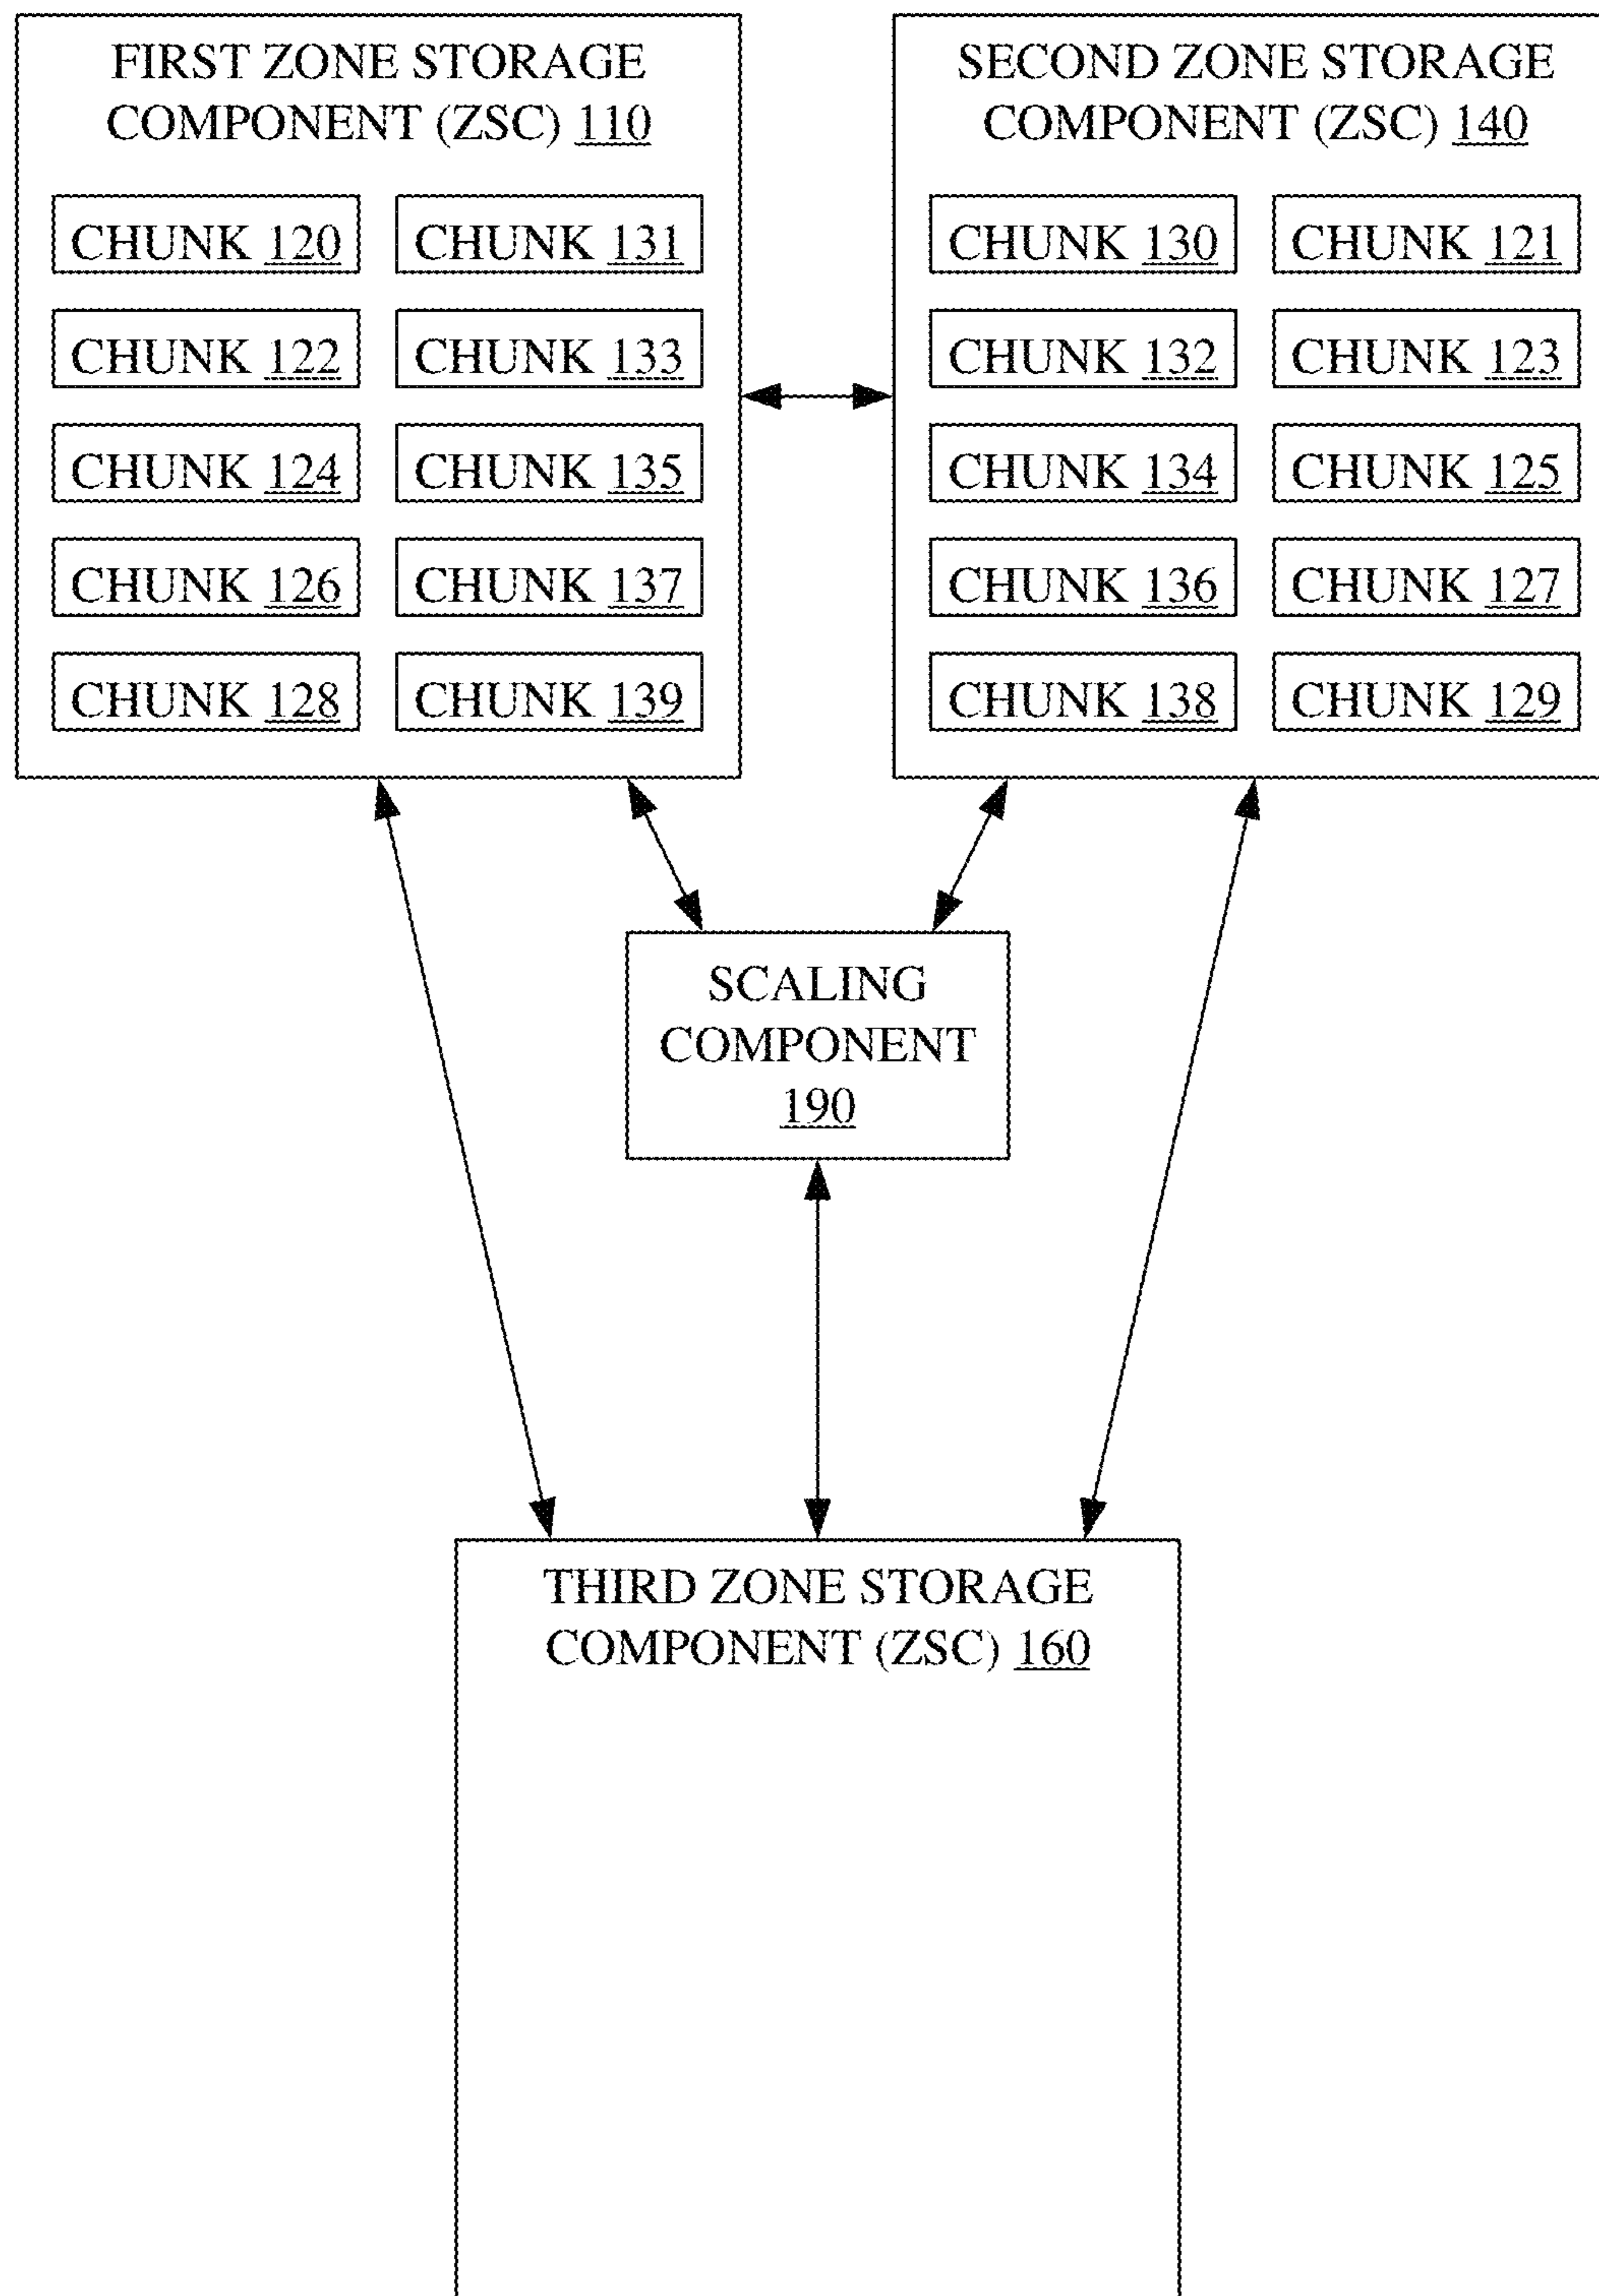 FIRST ZONE STORAGE
COMPONENT (ZSC) 110
CHUNK 120
CHUNK 131
CHUNK 122
CHUNK 133
CHUNK 124
CHUNK 135
CHUNK 126
CHUNK 137
CHUNK 128
CHUNK 139
SECOND ZONE STORAGE
COMPONENT (ZSC) 140
CHUNK 130
CHUNK 121
CHUNK 132
CHUNK 123
CHUNK 134
CHUNK 125
CHUNK 136
CHUNK 127
CHUNK 138
CHUNK 129
SCALING
COMPONENT
190
THIRD ZONE STORAGE
COMPONENT (ZSC) 160